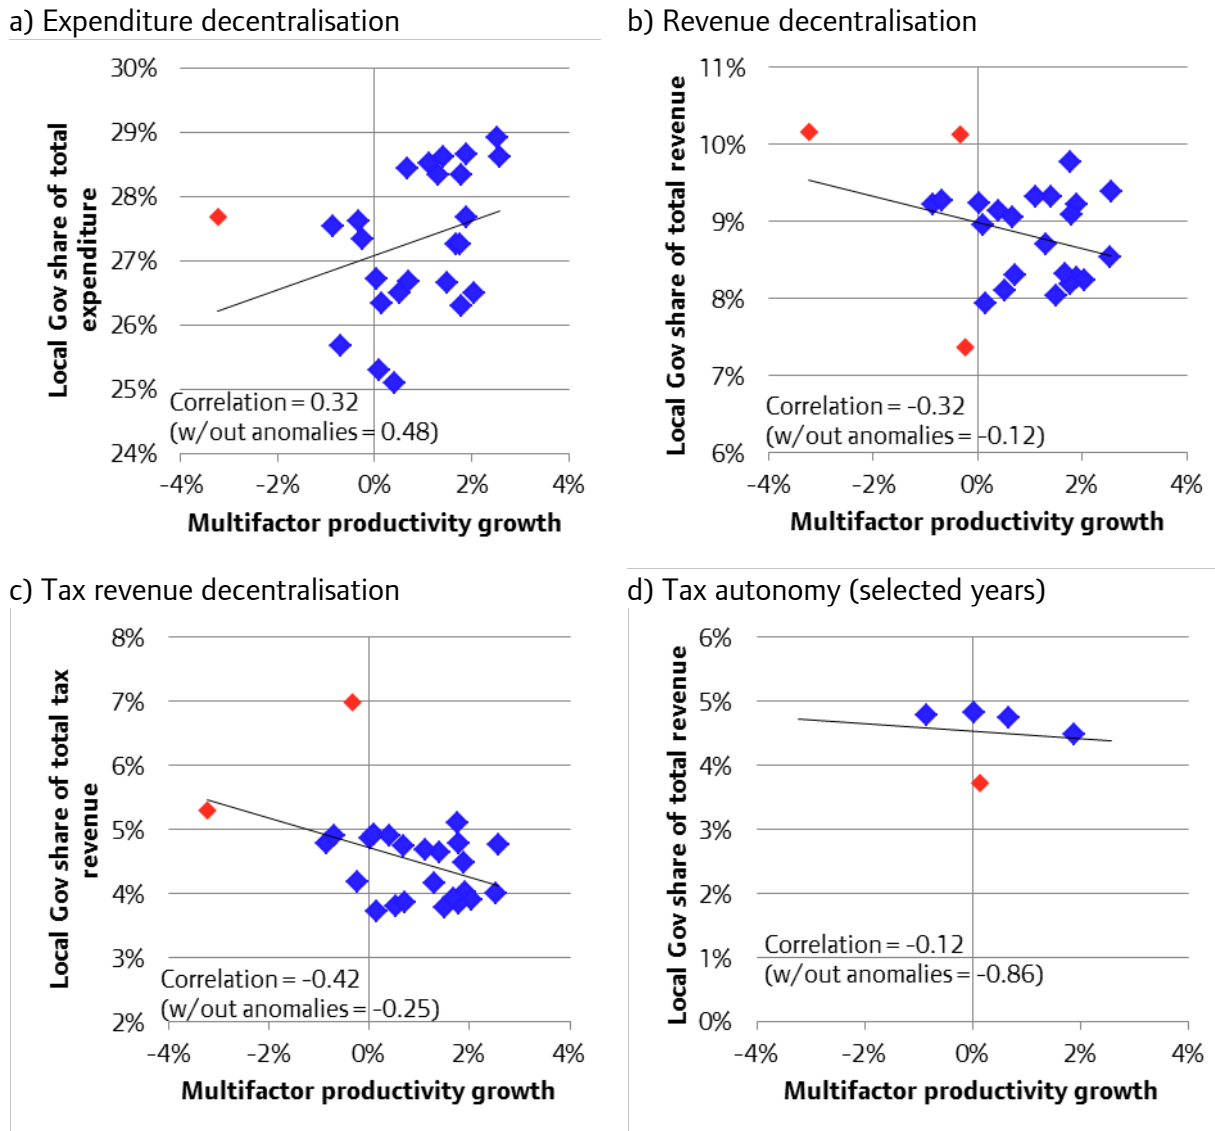 a) Expenditure decentralisation
Local Gov share of total
expenditure
30%
29%
28%
27%
26%
25%
24%
Correlation = 0.32
(w/out anomalies = 0.48)
-4%
-2%
0%
2%
4%
Multifactor productivity growth
b) Revenue decentralisation
Local Gov share of total revenue
11%
10%
9%
8%
7%
6%
Correlation = -0.32
(w/out anomalies = -0.12)
-4%
-2%
0%
2%
4%
Multifactor productivity growth
c) Tax revenue decentralisation
Local Gov share of total tax
revenue
8%
7%
6%
5%
4%
3%
2%
Correlation = -0.42
(w/out anomalies = -0.25)
-4%
-2%
0%
2%
4%
Multifactor productivity growth
d) Tax autonomy (selected years)
Local Gov share of total revenue
6%
5%
4%
3%
2%
1%
0%
Correlation = -0.12
(w/out anomalies = -0.86)
-4%
-2%
0%
2%
4%
Multifactor productivity growth